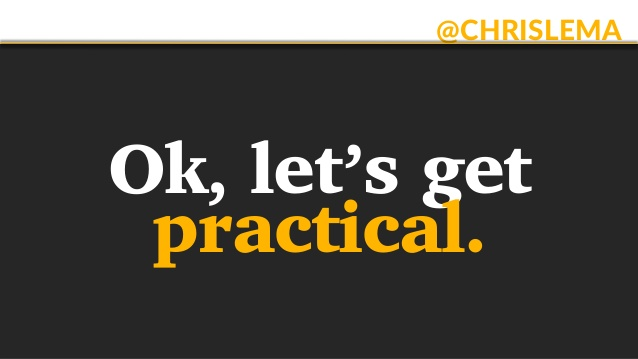 @CHRISLEMA
Ok, let’s get
practical.